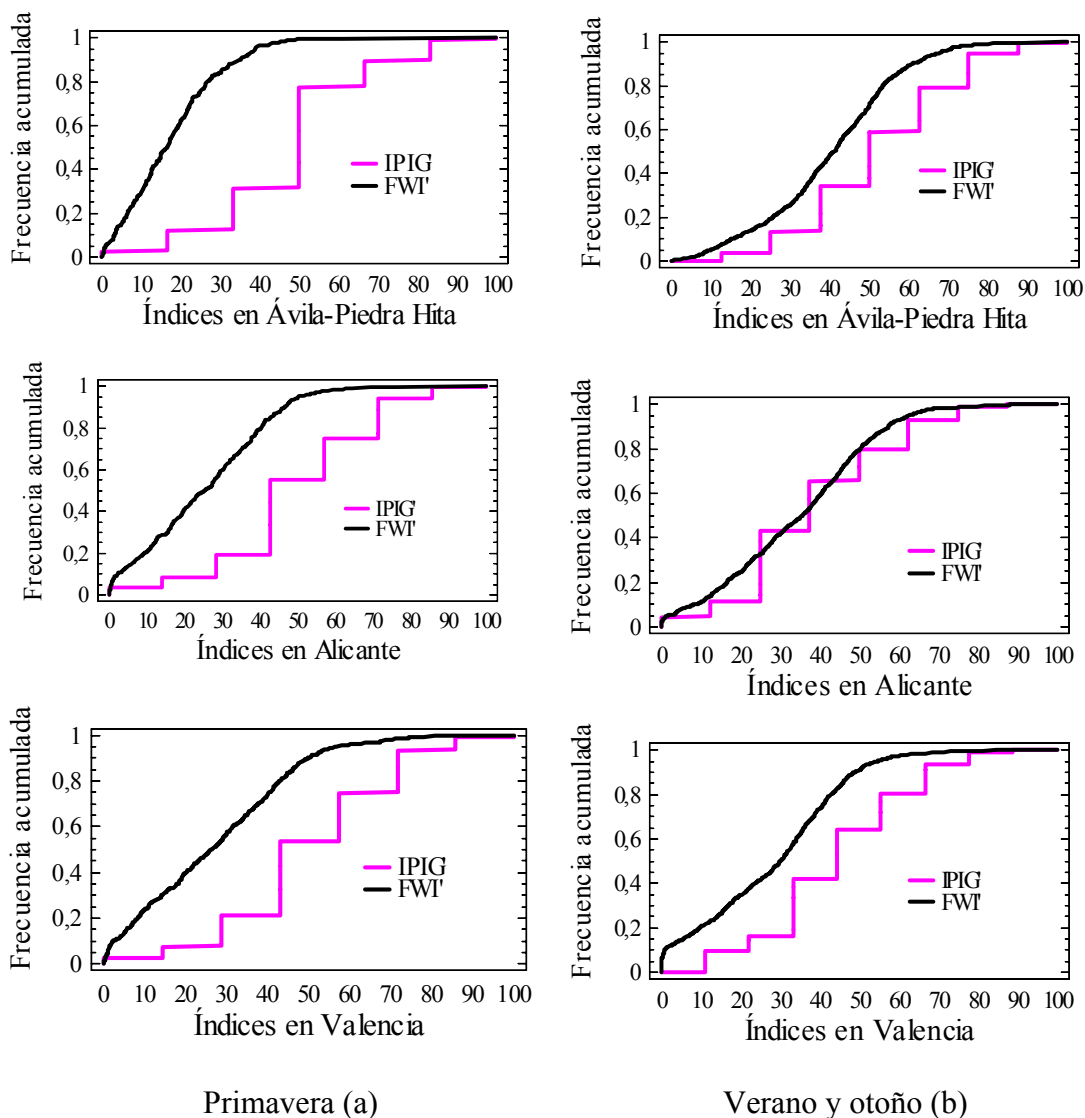 Frecuencia acumulada
1
0,8
0,6
0,4
0,2
0
IPIG'
FWI'
0 10 20 30 40 50 60 70 80 90 100
Índices en Ávila-Piedra Hita
Frecuencia acumulada
1
0,8
0,6
0,4
0,2
0
IPIG'
FWI'
0 10 20 30 40 50 60 70 80 90 100
Índices en Ávila-Piedra Hita
Frecuencia acumulada
1
0,8
0,6
0,4
0,2
0
IPIG'
FWI'
0 10 20 30 40 50 60 70 80 90 100
Índices en Alicante
Frecuencia acumulada
1
0,8
0,6
0,4
0,2
0
IPIG'
FWI'
0 10 20 30 40 50 60 70 80 90 100
Índices en Alicante
Frecuencia acumulada
1
0,8
0,6
0,4
0,2
0
IPIG'
FWI'
0 10 20 30 40 50 60 70 80 90 100
Índices en Valencia
Frecuencia acumulada
1
0,8
0,6
0,4
0,2
0
IPIG'
FWI'
0 10 20 30 40 50 60 70 80 90 100
Índices en Valencia
Primavera (a)
Verano y otoño (b)